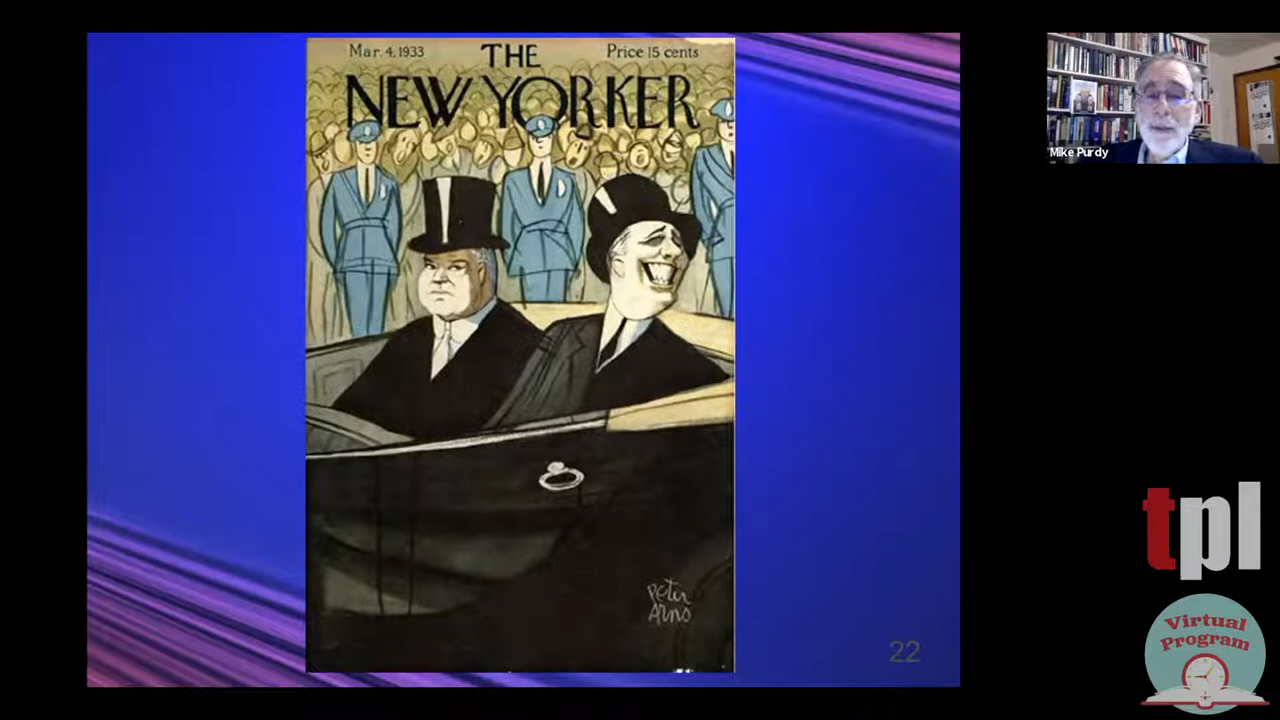 Mar. 4, 1933
THE
Price 15 cents
NEW YORKER
Peter
Arno
22
Mike Purdy
tpl
Virtual
Program